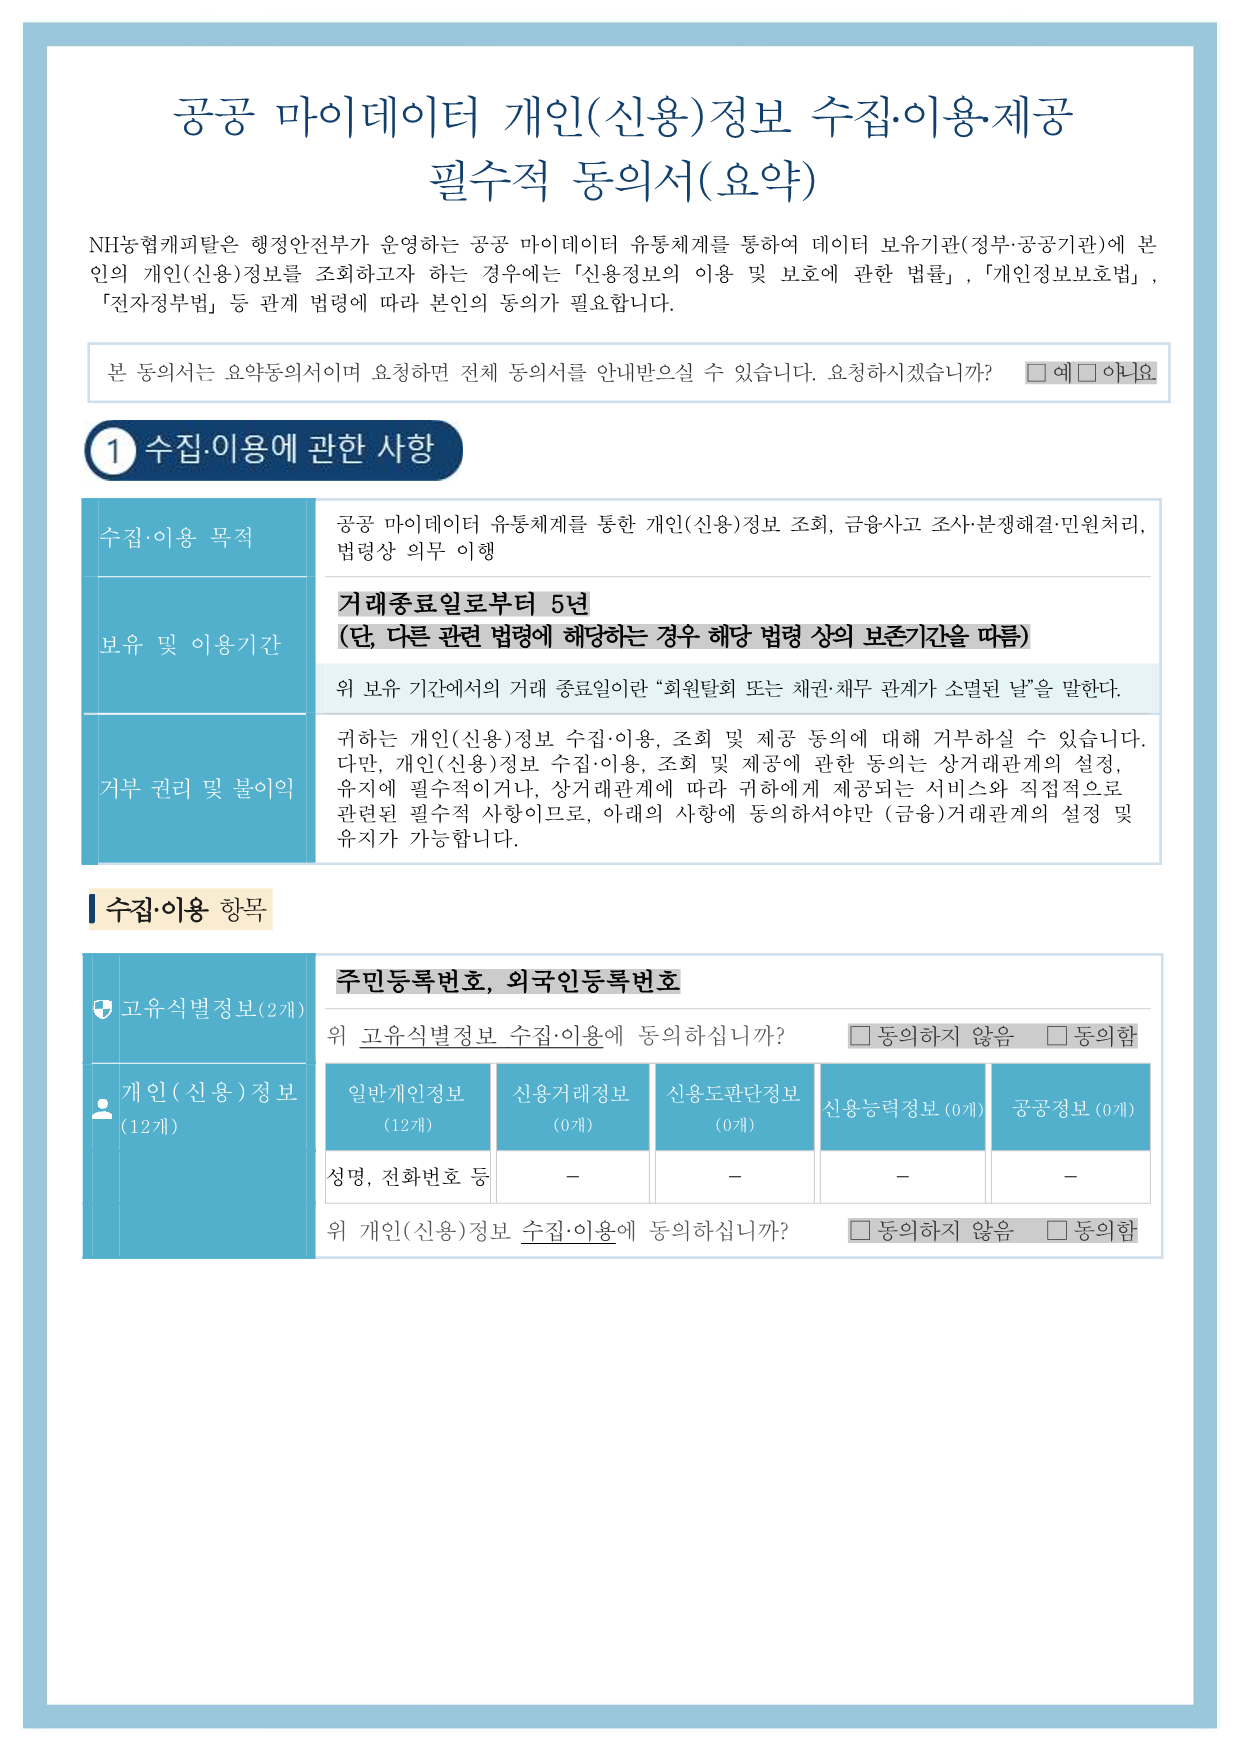 공공 마이데이터 개인(신용)정보 수집·이용·제공
필수적 동의서(요약)
NH농협캐피탈은 행정안전부가 운영하는 공공 마이데이터 유통체계를 통하여 데이터 보유기관(정부·공공기관)에 본
인의 개인(신용)정보를 조회하고자 하는 경우에는「신용정보의 이용 및 보호에 관한 법률」,「개인정보보호법」,
「전자정부법」등 관계 법령에 따라 본인의 동의가 필요합니다.
본 동의서는 요약동의서이며 요청하면 전체 동의서를 안내받으실 수 있습니다. 요청하시겠습니까? □ 예 □ 아니요
1 수집·이용에 관한 사항
수집·이용 목적
공공 마이데이터 유통체계를 통한 개인(신용)정보 조회, 금융사고 조사·분쟁해결·민원처리,
법령상 의무 이행
보유 및 이용기간
거래종료일로부터 5년
(단, 다른 관련 법령에 해당하는 경우 해당 법령 상의 보존기간을 따름)
위 보유 기간에서의 거래 종료일이란 “회원탈회 또는 채권·채무 관계가 소멸된 날”을 말한다.
거부 권리 및 불이익
귀하는 개인(신용)정보 수집·이용, 조회 및 제공 동의에 대해 거부하실 수 있습니다.
다만, 개인(신용)정보 수집·이용, 조회 및 제공에 관한 동의는 상거래관계의 설정,
유지에 필수적이거나, 상거래관계에 따라 귀하에게 제공되는 서비스와 직접적으로
관련된 필수적 사항이므로, 아래의 사항에 동의하셔야만 (금융)거래관계의 설정 및
유지가 가능합니다.
수집·이용 항목
고유식별정보(2개)
주민등록번호, 외국인등록번호
위 고유식별정보 수집·이용에 동의하십니까? □ 동의하지 않음 □ 동의함
개인(신용)정보
(12개)
일반개인정보
(12개)
신용거래정보
(0개)
신용도판단정보
(0개)
신용능력정보 (0개)
공공정보 (0개)
성명, 전화번호 등 – – – –
위 개인(신용)정보 수집·이용에 동의하십니까? □ 동의하지 않음 □ 동의함